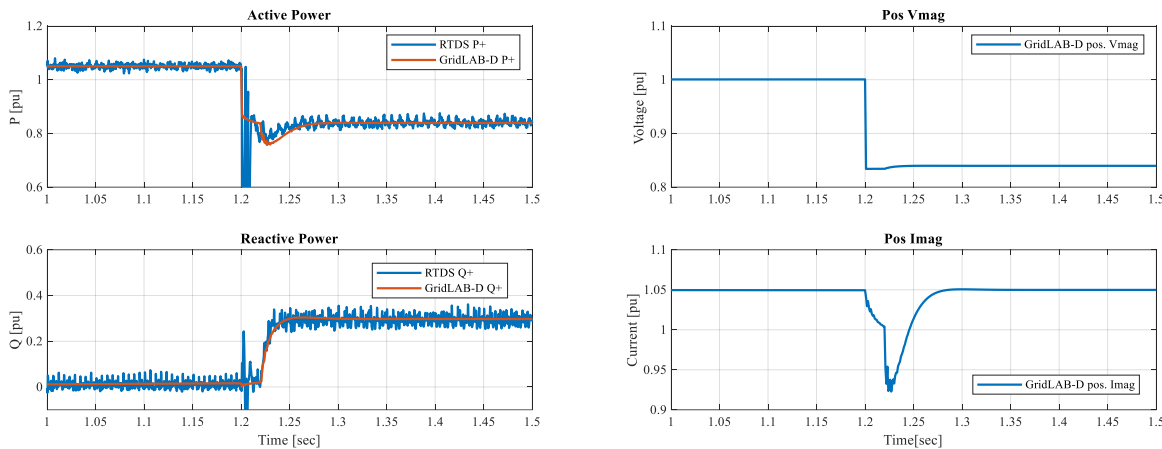 Active Power
1.2
1
0.8
0.6
P [pu]
RTDS P+
GridLAB-D P+
1 1.05 1.1 1.15 1.2 1.25 1.3 1.35 1.4 1.45 1.5
Pos Vmag
1.1
1
0.9
0.8
Voltage [pu]
GridLAB-D pos. Vmag
1 1.05 1.1 1.15 1.2 1.25 1.3 1.35 1.4 1.45 1.5
Reactive Power
0.6
0.4
0.2
0
Q [pu]
RTDS Q+
GridLAB-D Q+
1 1.05 1.1 1.15 1.2 1.25 1.3 1.35 1.4 1.45 1.5
Time [sec]
Pos Imag
1.1
1.05
1
0.95
0.9
Current [pu]
GridLAB-D pos. Imag
1 1.05 1.1 1.15 1.2 1.25 1.3 1.35 1.4 1.45 1.5
Time[sec]